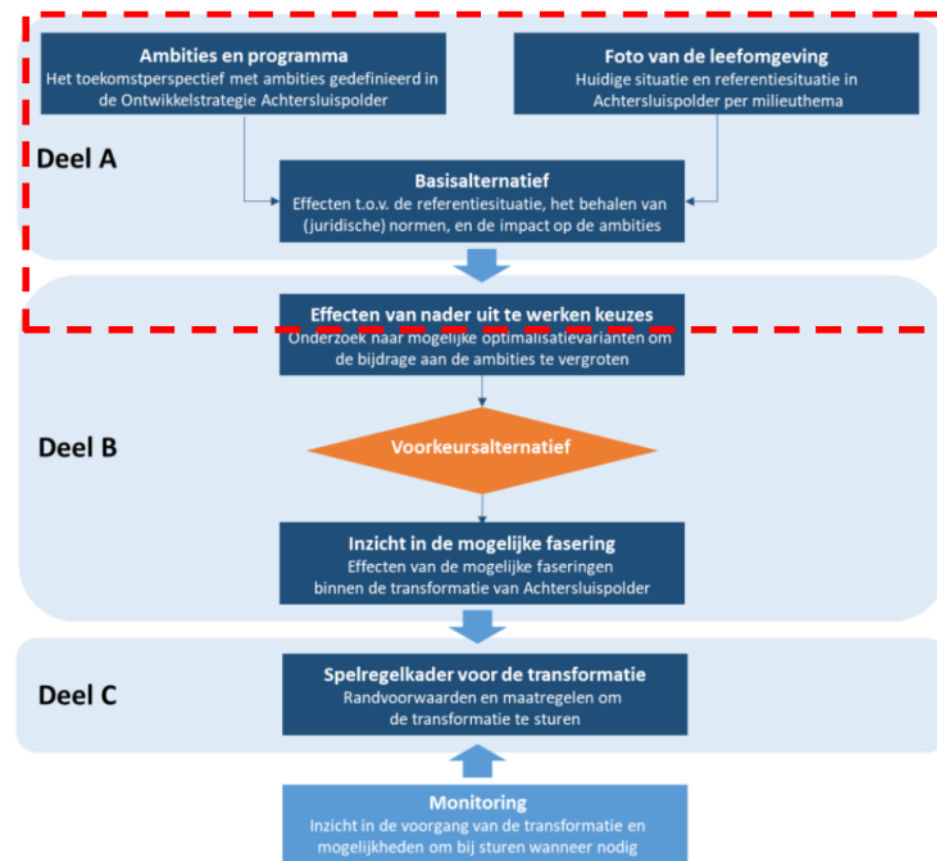 Ambities en programma
Het toekomstperspectief met ambities gedefinieerd in
de Ontwikkelstrategie Achtersluispolder
Foto van de leefomgeving
Huidige situatie en referentiesituatie in
Achtersluispolder per milieuthema
Deel A
Basisalternatief
Effecten t.o.v. de referentiesituatie, het behalen van
(juridische) normen, en de impact op de ambities
Effecten van nader uit te werken keuzes
Onderzoek naar mogelijke optimalisatievarianten om
de bijdrage aan de ambities te vergroten
Deel B
Voorkeursalternatief
Inzicht in de mogelijke fasering
Effecten van de mogelijke faseringen
binnen de transformatie van Achtersluispolder
Deel C
Spelregelkader voor de transformatie
Randvoorwaarden en maatregelen om
de transformatie te sturen
Monitoring
Inzicht in de voorgang van de transformatie en
mogelijkheden om bij sturen wanneer nodig